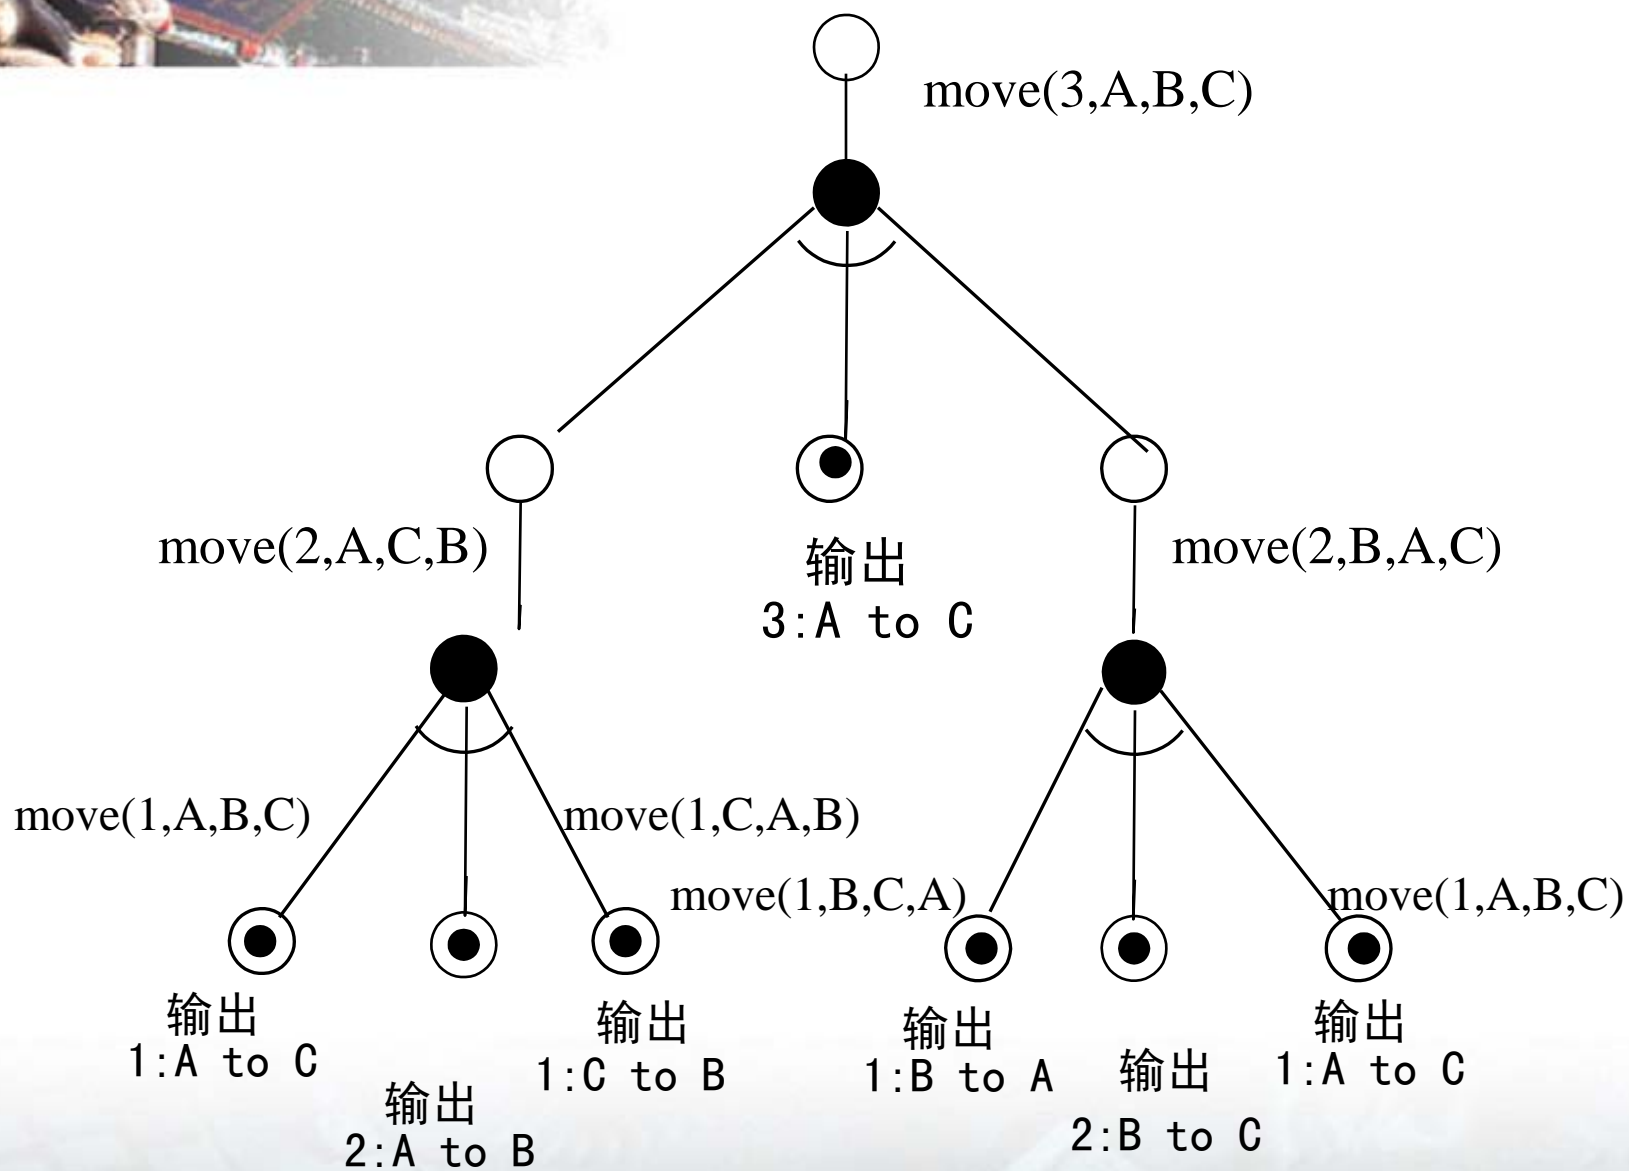 move(3,A,B,C)
move(2,A,C,B)
输出
3:A to C
move(2,B,A,C)
move(1,A,B,C)
move(1,C,A,B)
move(1,B,C,A)
move(1,A,B,C)
输出
1:A to C
输出
2:A to B
输出
1:C to B
输出
1:B to A
输出
2:B to C
输出
1:A to C